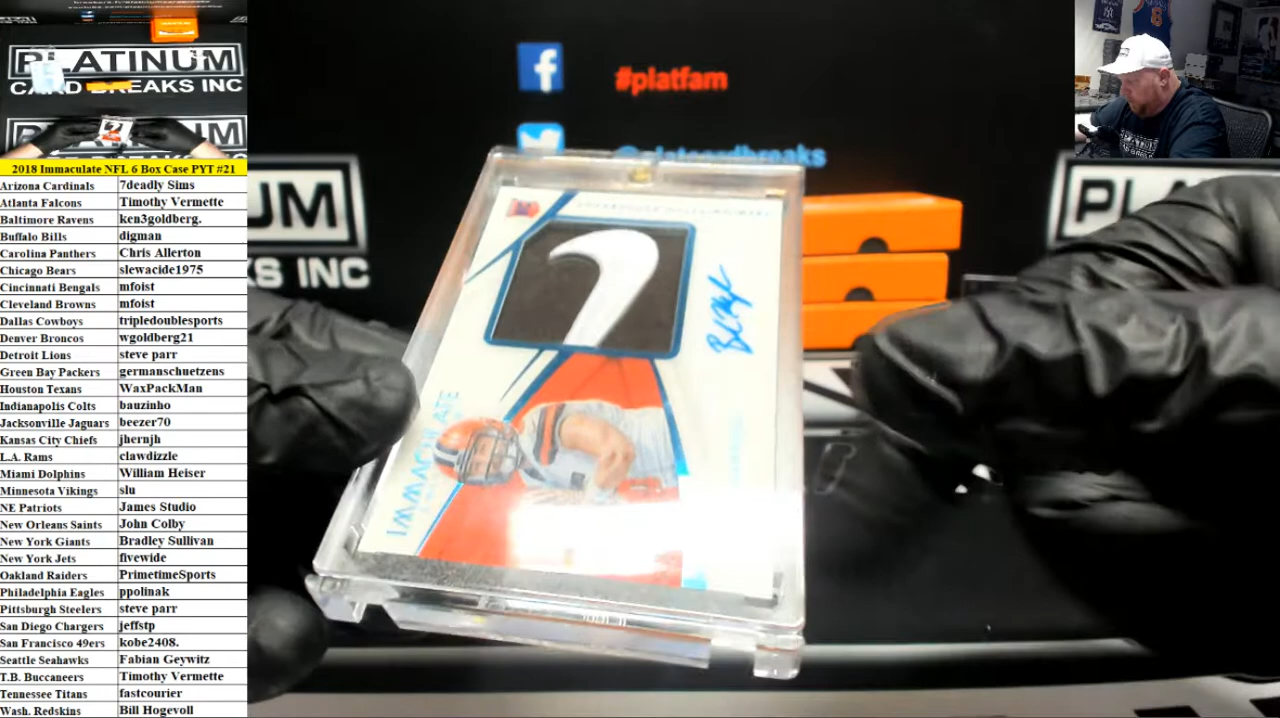 PLATINUM
CARD BREAKS INC
2018 Immaculate NFL 6 Box Case PYT #21
Arizona Cardinals 7deadly Sims
Atlanta Falcons Timothy Vermette
Baltimore Ravens ken3goldberg.
Buffalo Bills digman
Carolina Panthers Chris Allerton
Chicago Bears slewacide1975
Cincinnati Bengals mfoist
Cleveland Browns mfoist
Dallas Cowboys tripledoublesports
Denver Broncos wgoldberg21
Detroit Lions steve parr
Green Bay Packers germanschuetzens
Houston Texans WaxPackMan
Indianapolis Colts bauzinho
Jacksonville Jaguars beezer70
Kansas City Chiefs jhernjh
L.A. Rams clawdizzle
Miami Dolphins William Heiser
Minnesota Vikings slu
NE Patriots James Studio
New Orleans Saints John Colby
New York Giants Bradley Sullivan
New York Jets fivewide
Oakland Raiders PrimetimeSports
Philadelphia Eagles ppolinak
Pittsburgh Steelers steve parr
San Diego Chargers jeffstp
San Francisco 49ers kobe2408.
Seattle Seahawks Fabian Geywitz
T.B. Buccaneers Timothy Vermette
Tennessee Titans fastcourier
Wash. Redskins Bill Hogevoll
f
#platfam
UM
KS INC
IMMACULATE
PLATINUM
8